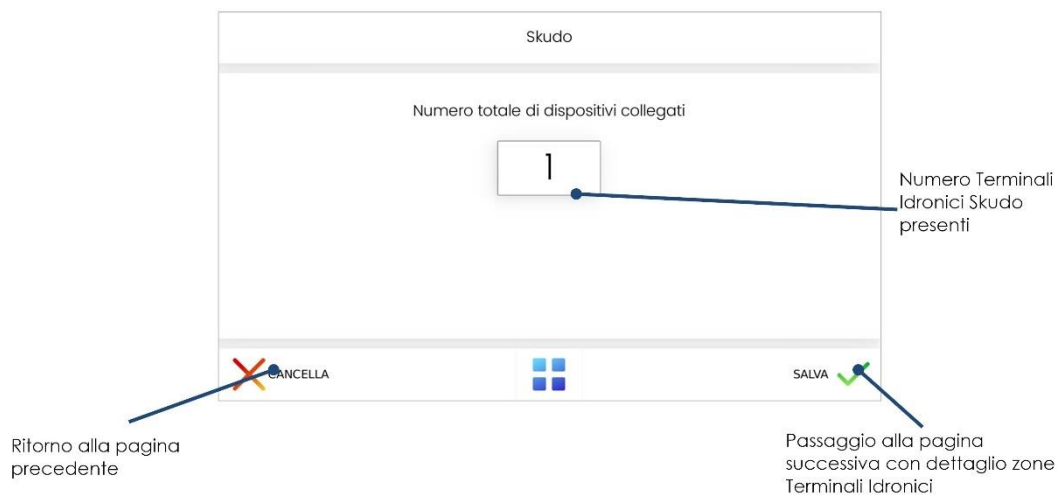 Skudo
Numero totale di dispositivi collegati
1
Numero Terminali
Idronici Skudo
presenti
CANCELLA
SALVA
Ritorno alla pagina
precedente
Passaggio alla pagina
successiva con dettaglio zone
Terminali Idronici